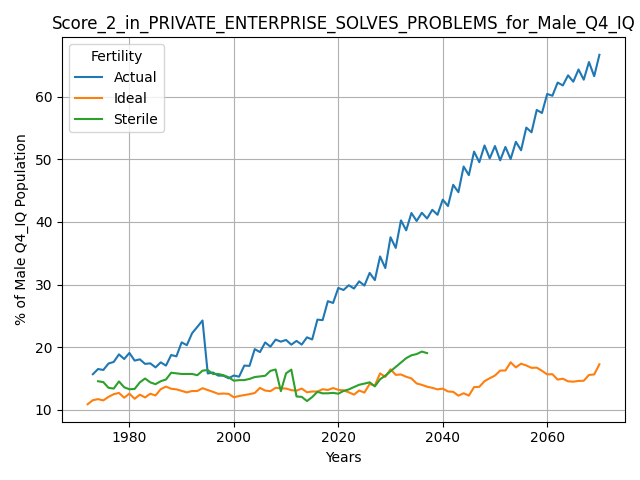 Score_2_in_PRIVATE_ENTERPRISE_SOLVES_PROBLEMS_for_Male_Q4_IQ
Fertility
Actual
Ideal
Sterile
% of Male Q4_IQ Population
60
50
40
30
20
10
1980 2000 2020 2040 2060
Years